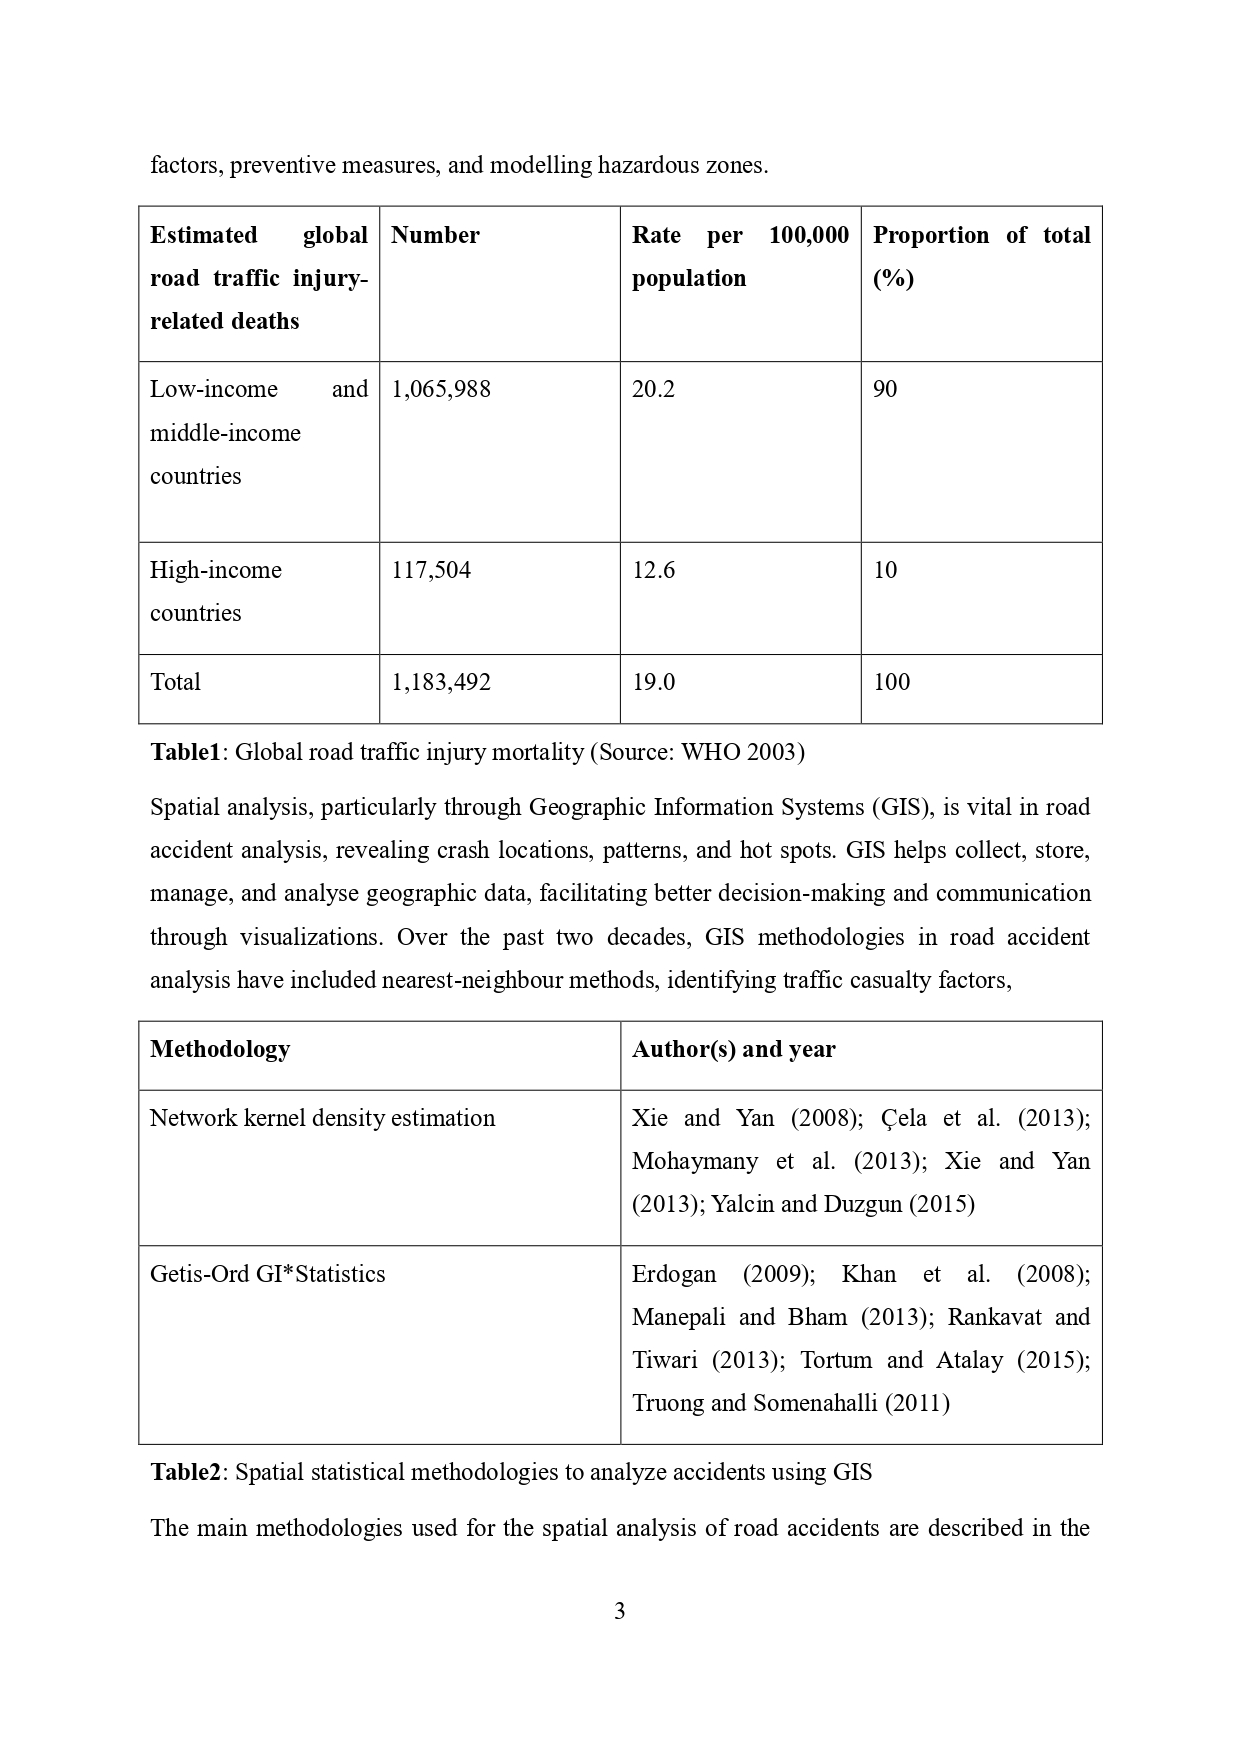 factors, preventive measures, and modelling hazardous zones.
Estimated global
road traffic injury-
related deaths
Number
Rate per 100,000
population
Proportion of total
(%)
Low-income and
middle-income
countries
1,065,988
20.2
90
High-income
countries
117,504
12.6
10
Total
1,183,492
19.0
100
Table1: Global road traffic injury mortality (Source: WHO 2003)
Spatial analysis, particularly through Geographic Information Systems (GIS), is vital in road
accident analysis, revealing crash locations, patterns, and hot spots. GIS helps collect, store,
manage, and analyse geographic data, facilitating better decision-making and communication
through visualizations. Over the past two decades, GIS methodologies in road accident
analysis have included nearest-neighbour methods, identifying traffic casualty factors,
Methodology
Author(s) and year
Network kernel density estimation
Xie and Yan (2008); Çela et al. (2013);
Mohaymany et al. (2013); Xie and Yan
(2013); Yalcin and Duzgun (2015)
Getis-Ord GI*Statistics
Erdogan (2009); Khan et al. (2008);
Manepali and Bham (2013); Rankavat and
Tiwari (2013); Tortum and Atalay (2015);
Truong and Somenahalli (2011)
Table2: Spatial statistical methodologies to analyze accidents using GIS
The main methodologies used for the spatial analysis of road accidents are described in the
3